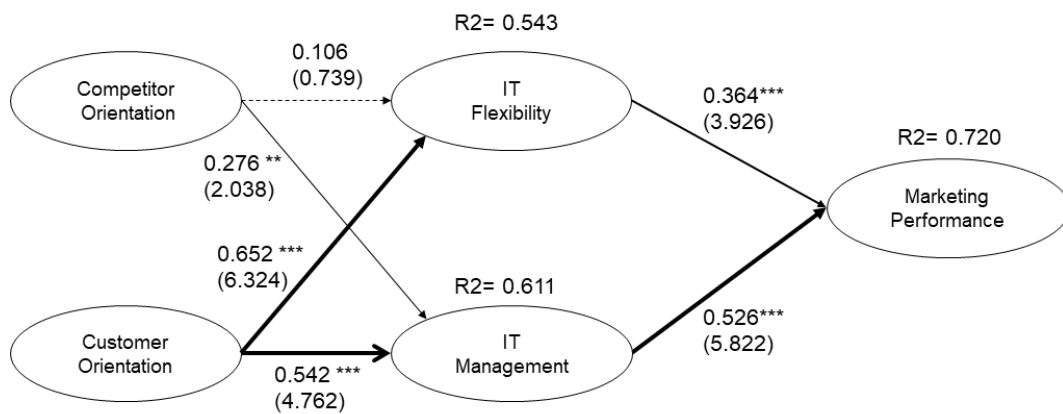 R2= 0.543
0.106
(0.739)
Competitor
Orientation
IT
Flexibility
0.364***
(3.926)
R2= 0.720
0.276 **
(2.038)
Marketing
Performance
0.652 ***
(6.324)
R2= 0.611
0.526***
(5.822)
Customer
Orientation
IT
Management
0.542 ***
(4.762)